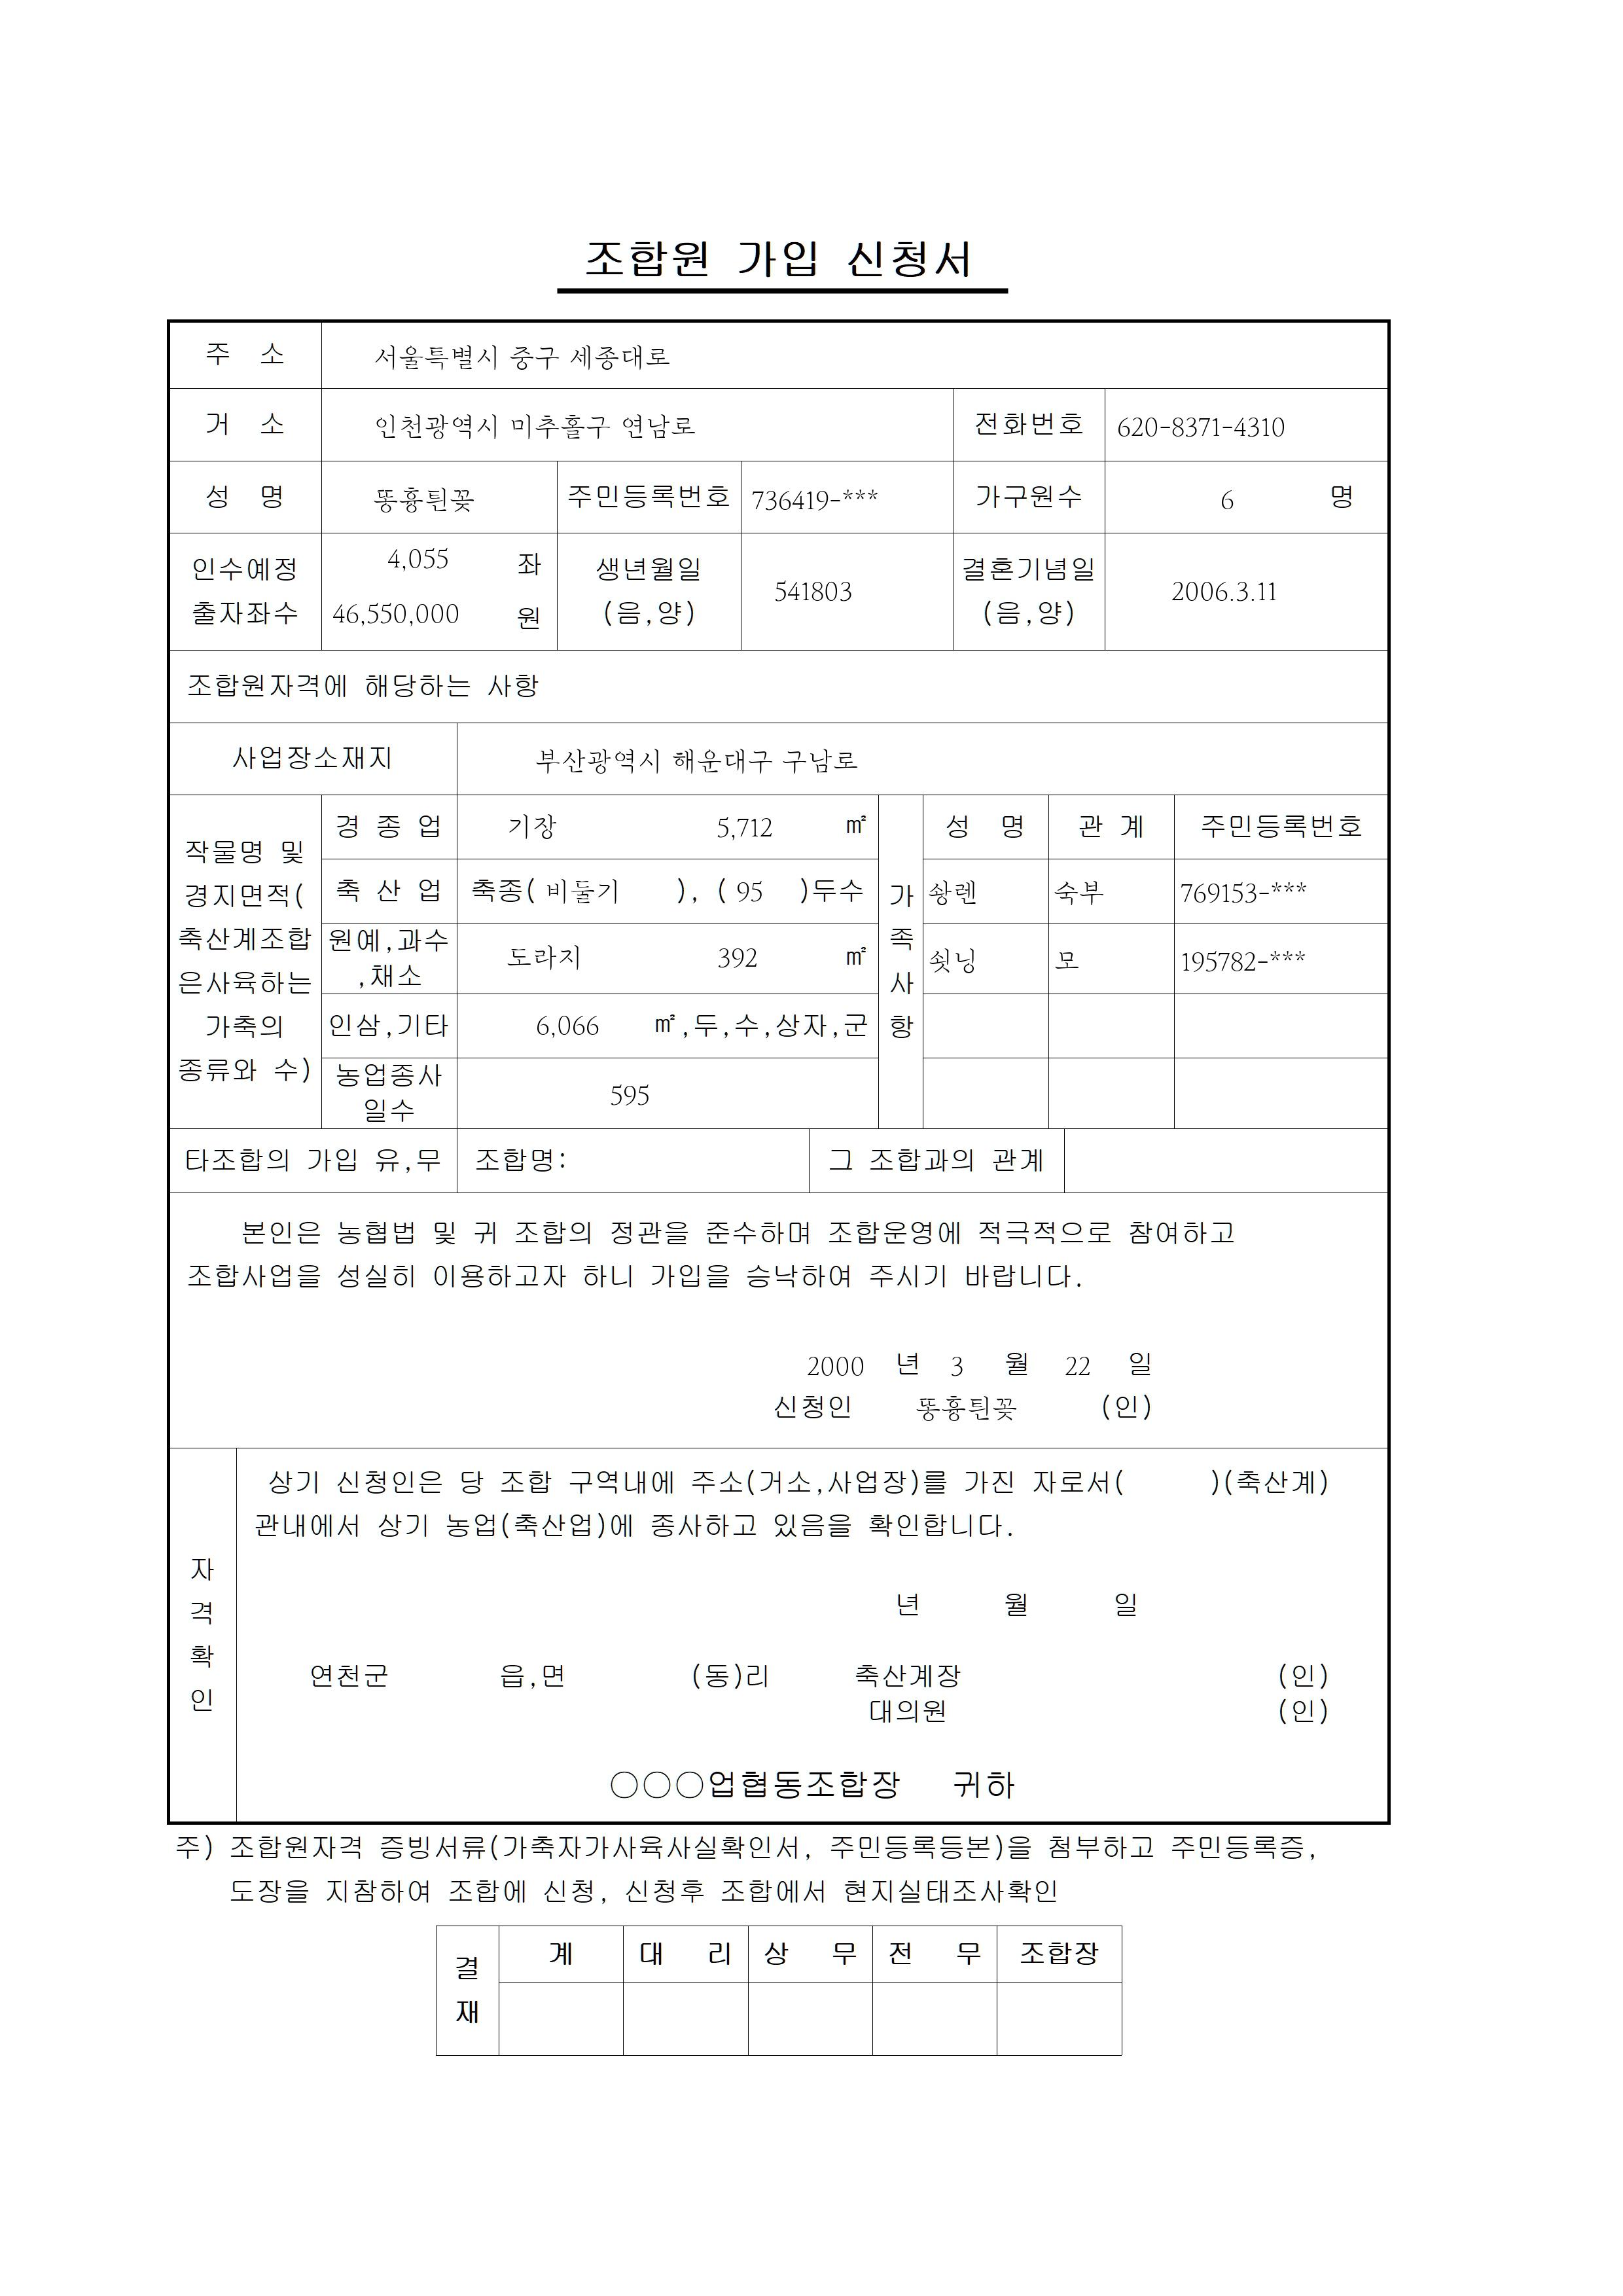 조합원 가입 신청서
주 소 서울특별시 중구 세종대로
거 소 인천광역시 미추홀구 연남로 전화번호 620-8371-4310
성 명 똥흉틘꽃 주민등록번호 736419-*** 가구원수 6 명
인수예정 출자좌수 4,055 좌 46,550,000 원 생년월일 (음,양) 541803 결혼기념일 (음,양) 2006.3.11
조합원자격에 해당하는 사항
사업장소재지 부산광역시 해운대구 구남로
작물명 및 경지면적( 축산계조합 은사육하는 가축의 종류와 수)
경 종 업 기장 5,712 ㎡
축 산 업 축종( 비둘기 ), ( 95 )두수
원예,과수 ,채소 도라지 392 ㎡
인삼,기타 6,066 ㎡,두,수,상자,군
농업종사 일수 595
가족사항
성 명 관 계 주민등록번호
숭렌 숙부 769153-***
쇳닝 모 195782-***
타조합의 가입 유,무 조합명: 그 조합과의 관계
본인은 농협법 및 귀 조합의 정관을 준수하며 조합운영에 적극적으로 참여하고
조합사업을 성실히 이용하고자 하니 가입을 승낙하여 주시기 바랍니다.
2000 년 3 월 22 일
신청인 똥흉틘꽃 (인)
자격확인
상기 신청인은 당 조합 구역내에 주소(거소,사업장)를 가진 자로서( )(축산계)
관내에서 상기 농업(축산업)에 종사하고 있음을 확인합니다.
년 월 일
연천군 읍,면 (동)리 축산계장 (인)
대의원 (인)
○○○업협동조합장 귀하
주) 조합원자격 증빙서류(가축자가사육사실확인서, 주민등록등본)을 첨부하고 주민등록증,
도장을 지참하여 조합에 신청, 신청후 조합에서 현지실태조사확인
결재 계 대 리 상 무 전 무 조합장